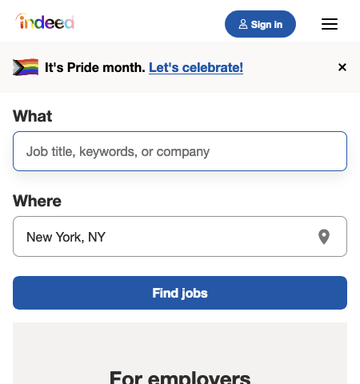 indeed
Sign in
It's Pride month. Let's celebrate!
What
Job title, keywords, or company
Where
New York, NY
Find jobs
For employers